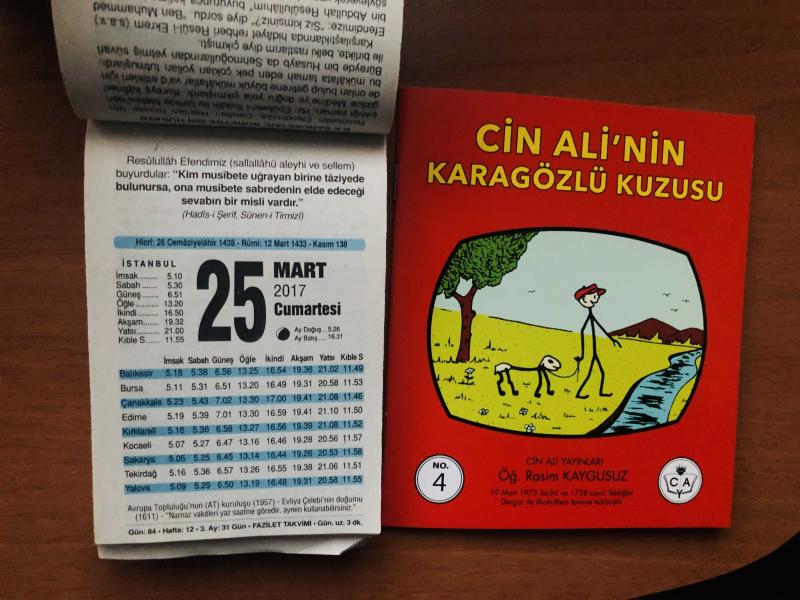 Resûlullâh Efendimiz (sallallâhü aleyhi ve sellem)
buyurdular: “Kim musîbete uğrayan birine tâziyede
bulunursa, ona musîbete sabredenin elde edeceği
sevabın bir misli vardır.”
(Hadîs-i Şerîf, Sünen-i Tirmizî)
Hicrî: 26 Cemâziyelâhir 1438 - Rûmi: 12 Mart 1433 - Kasım 138
İSTANBUL
İmsak........ 5.10
Sabah ...... 5.30
Güneş ..... 6.51
Öğle ........ 13.20
İkindi ....... 16.50
Akşam..... 19.32
Yatsı........ 21.00
Kıble S..... 11.55
25
MART
2017
Cumartesi
Ay Doğuş... 5.26
Ay Batış ..... 16.31
İmsak Sabah Güneş Öğle İkindi Akşam Yatsı Kıble S
Balıkesir 5.18 5.38 6.56 13.25 16.54 19.36 21.02 11.49
Bursa 5.11 5.31 6.51 13.20 16.49 19.31 20.58 11.53
Çanakkale 5.23 5.43 7.02 13.30 17.00 19.41 21.08 11.46
Edirne 5.19 5.39 7.01 13.30 16.59 19.41 21.10 11.50
Kırklareli 5.16 5.36 6.58 13.27 16.56 19.39 21.08 11.52
Kocaeli 5.07 5.27 6.47 13.16 16.46 19.28 20.56 11.57
Sakarya 5.05 5.25 6.45 13.14 16.44 19.26 20.53 11.58
Tekirdağ 5.16 5.36 6.57 13.26 16.55 19.38 21.06 11.51
Yalova 5.09 5.29 6.50 13.19 16.48 19.31 20.58 11.55
Avrupa Topluluğu'nun (AT) kuruluşu (1957) - Evliya Çelebi'nin doğumu
(1611) - "Namaz vakitleri yaz saatine göredir, aynen kullanabilirsiniz."
Gün: 84 - Hafta: 12 - 3. Ay: 31 Gün - FAZİLET TAKVİMİ - Gün. uz. 3 dk.
CİN ALİ'NİN
KARAGÖZLÜ KUZUSU
NO.
4
CİN ALİ YAYINLARI
Öğ. Rasim KAYGUSUZ
19 Mart 1973 Tarihli ve 1738 sayılı Tebliğler
Dergisi ile ilkokullara tavsiye edilmiştir
C A